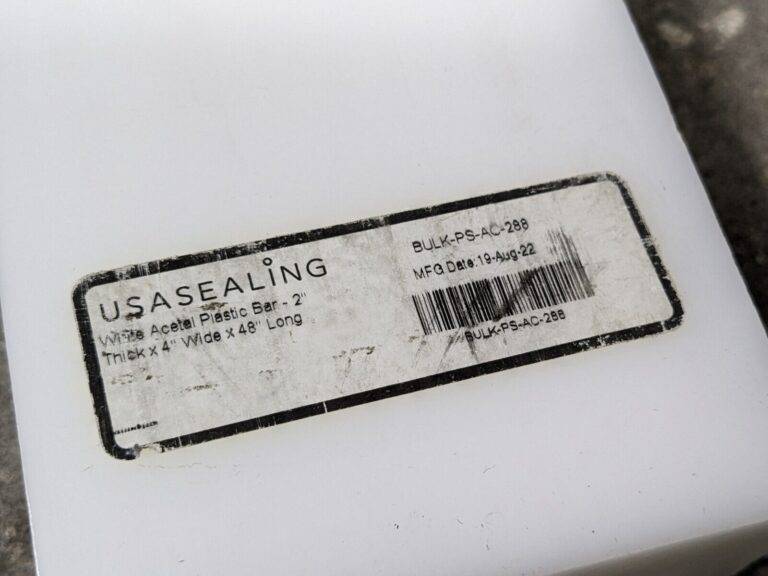 USASEALING
White Acetal Plastic Bar - 2"
Thick x 4" Wide x 48" Long
BULK-PS-AC-288
MFG Date:19-Aug-22
BULK-PS-AC-288